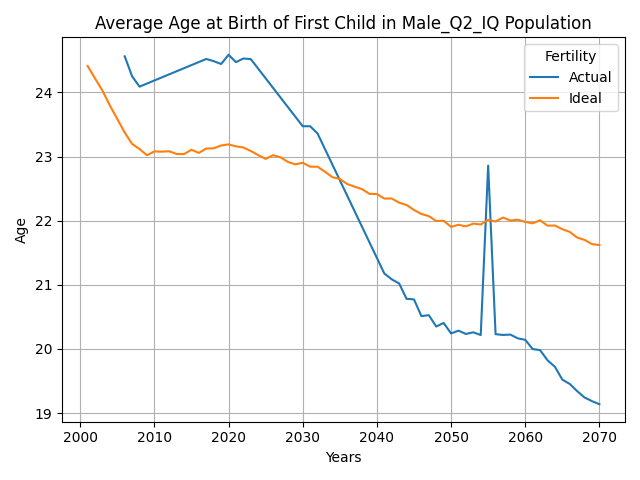 Average Age at Birth of First Child in Male_Q2_IQ Population
Fertility
Actual
Ideal
Age
24
23
22
21
20
19
2000 2010 2020 2030 2040 2050 2060 2070
Years